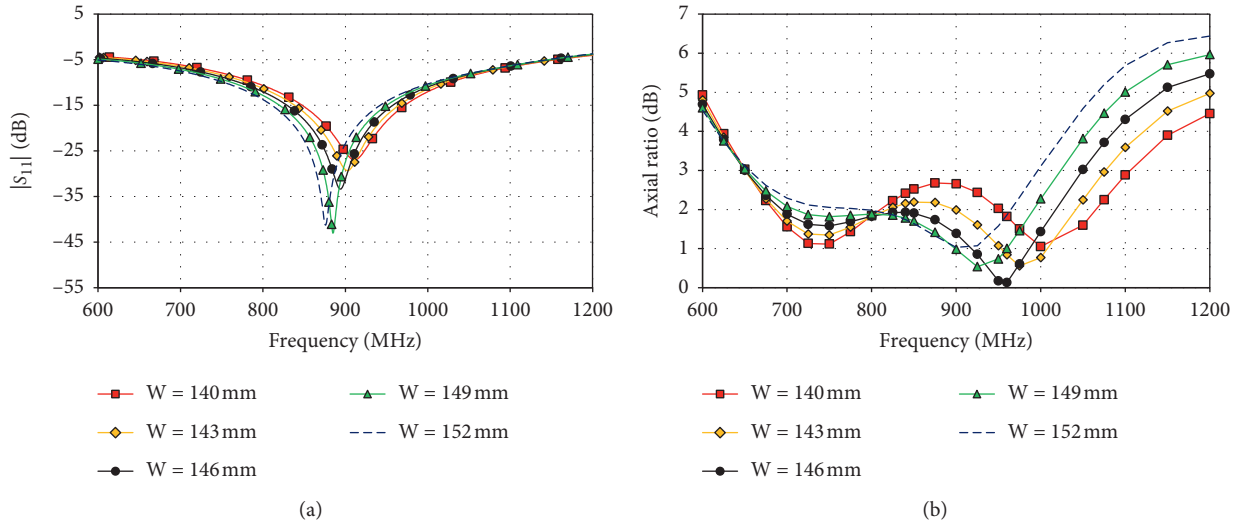 5
−5
−15
−25
−35
−45
−55
|S11| (dB)
600 700 800 900 1000 1100 1200
Frequency (MHz)
W = 140 mm
W = 143 mm
W = 146 mm
W = 149 mm
W = 152 mm
(a)
7
6
5
4
3
2
1
0
Axial ratio (dB)
600 700 800 900 1000 1100 1200
Frequency (MHz)
W = 140 mm
W = 143 mm
W = 146 mm
W = 149 mm
W = 152 mm
(b)